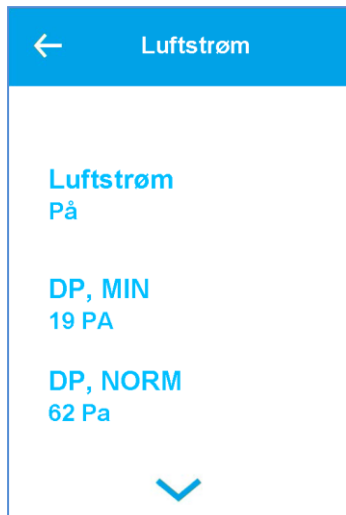 Luftstrøm
Luftstrøm
På
DP, MIN
19 PA
DP, NORM
62 Pa